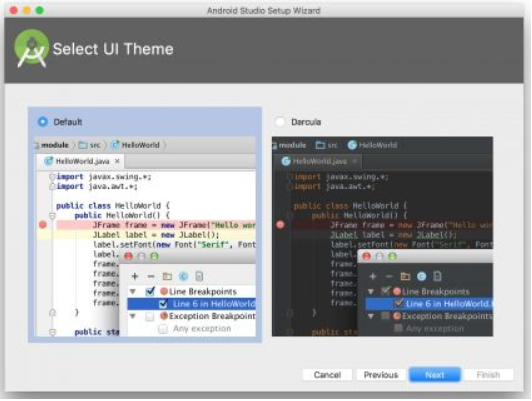 Android Studio Setup Wizard
Select UI Theme
Default
module src HelloWorld
HelloWorld.java ×
import javax.swing.*;
import java.awt.*;
public class HelloWorld {
public HelloWorld() {
JFrame frame = new JFrame("Hello wor
JLabel label = new JLabel();
label.setFont(new Font("Serif", Font
label.
frame.
frame.
frame.
frame.
frame.
}
public sta
+ −
Line Breakpoints
Line 6 in HelloWorld
Exception Breakpoint
Any exception
Darcula
module src HelloWorld
HelloWorld.java ×
import javax.swing.*;
import java.awt.*;
public class HelloWorld {
public HelloWorld() {
JFrame frame = new JFrame("Hello wor
JLabel label = new JLabel();
label.setFont(new Font("Serif", Font
label.
frame.
frame.
frame.
frame.
frame.
}
public sta
+ −
Line Breakpoints
Line 6 in HelloWorld.
Exception Breakpoints
Any exception
Cancel Previous Next Finish